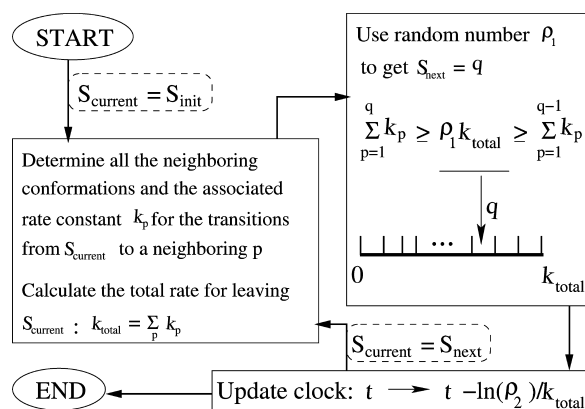 START
S_current = S_init
Determine all the neighboring
conformations and the associated
rate constant k_p for the transitions
from S_current to a neighboring p
Calculate the total rate for leaving
S_current : k_total = Σ_p k_p
Use random number ρ_1
to get S_next = q
q q-1
Σ k_p ≥ ρ_1 k_total ≥ Σ k_p
p=1 p=1
q
...
0 k_total
S_current = S_next
Update clock: t → t -ln(ρ_2)/k_total
END